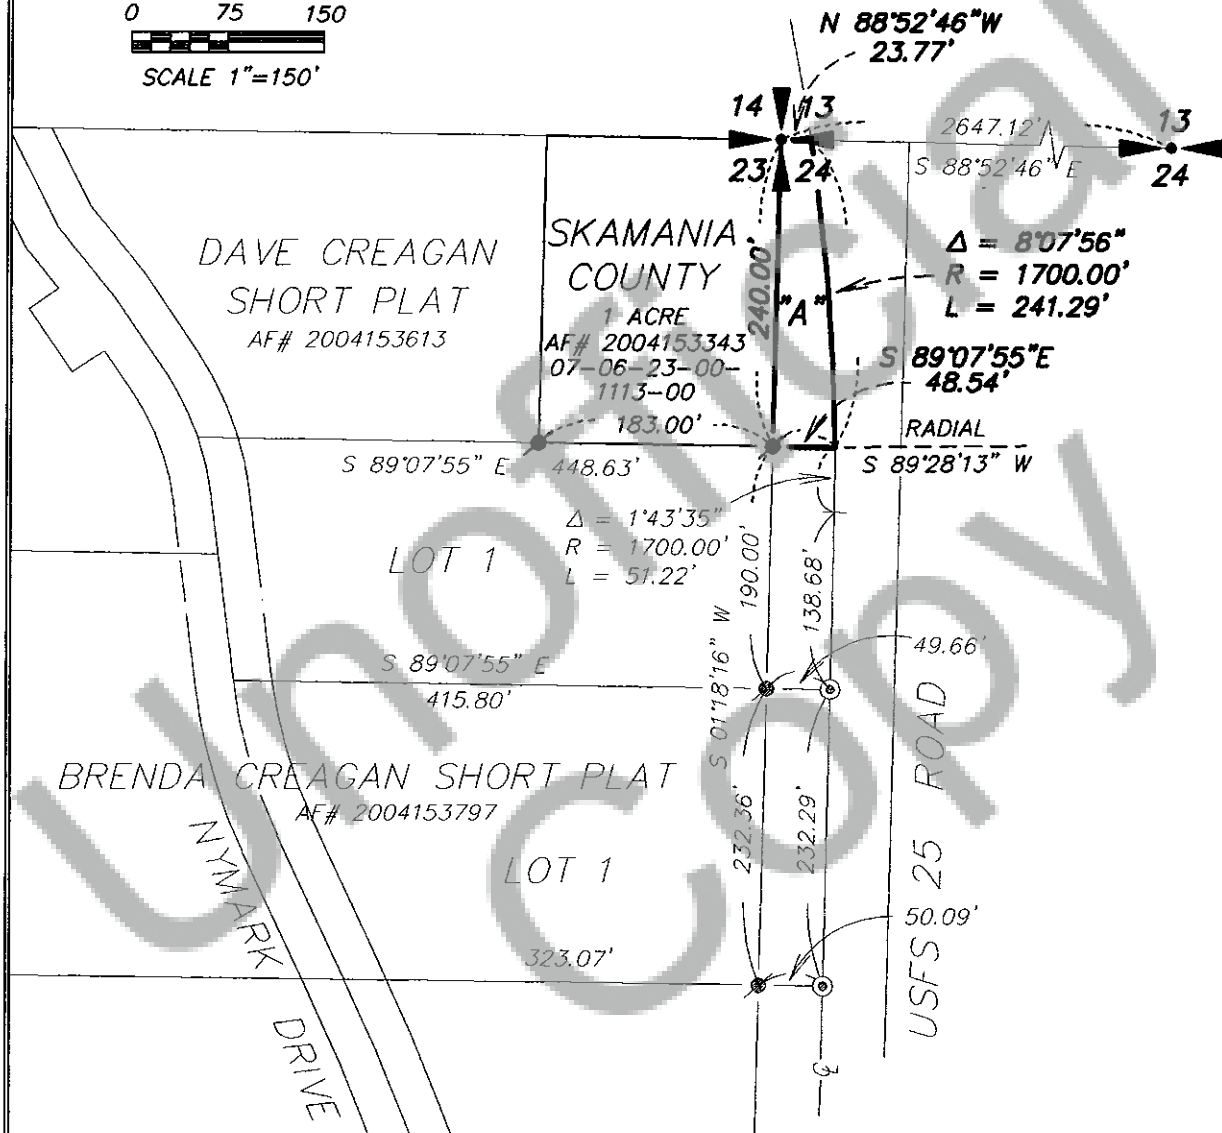 0 75 150
SCALE 1"=150'
N 88°52'46"W
23.77'
14 13
23 24
2647.12'
S 88°52'46" E
13
24
DAVE CREAGAN
SHORT PLAT
AF# 2004153613
SKAMANIA
COUNTY
1 ACRE
AF# 2004153343
07-06-23-00-
1113-00
183.00'
240.00'
"A"
Δ = 8°07'56"
R = 1700.00'
L = 241.29'
S 89°07'55"E
48.54'
RADIAL
S 89°28'13" W
S 89°07'55" E 448.63'
LOT 1
Δ = 1°43'35"
R = 1700.00'
L = 51.22'
190.00'
138.68'
S 01°18'16" W
S 89°07'55" E
415.80'
49.66'
BRENDA CREAGAN SHORT PLAT
AF# 2004153797
LOT 1
232.36'
232.29'
50.09'
323.07'
NYMARK
DRIVE
USFS 25 ROAD
℄
Unofficial
Copy